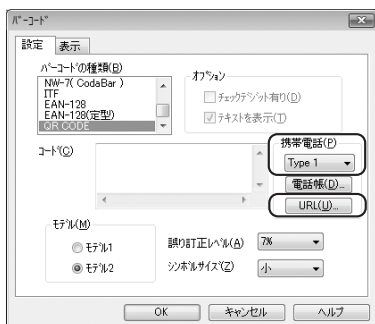 バーコード
設定 表示
バーコードの種類(B)
NW-7( CodaBar )
ITF
EAN-128
EAN-128(定型)
QR CODE
オプション
チェックデジット有り(D)
テキストを表示(T)
コード(C)
携帯電話(P)
Type 1
電話帳(D)...
URL(U)...
モデル(M)
モデル1
モデル2
誤り訂正レベル(A) 7%
シンボルサイズ(Z) 小
OK キャンセル ヘルプ